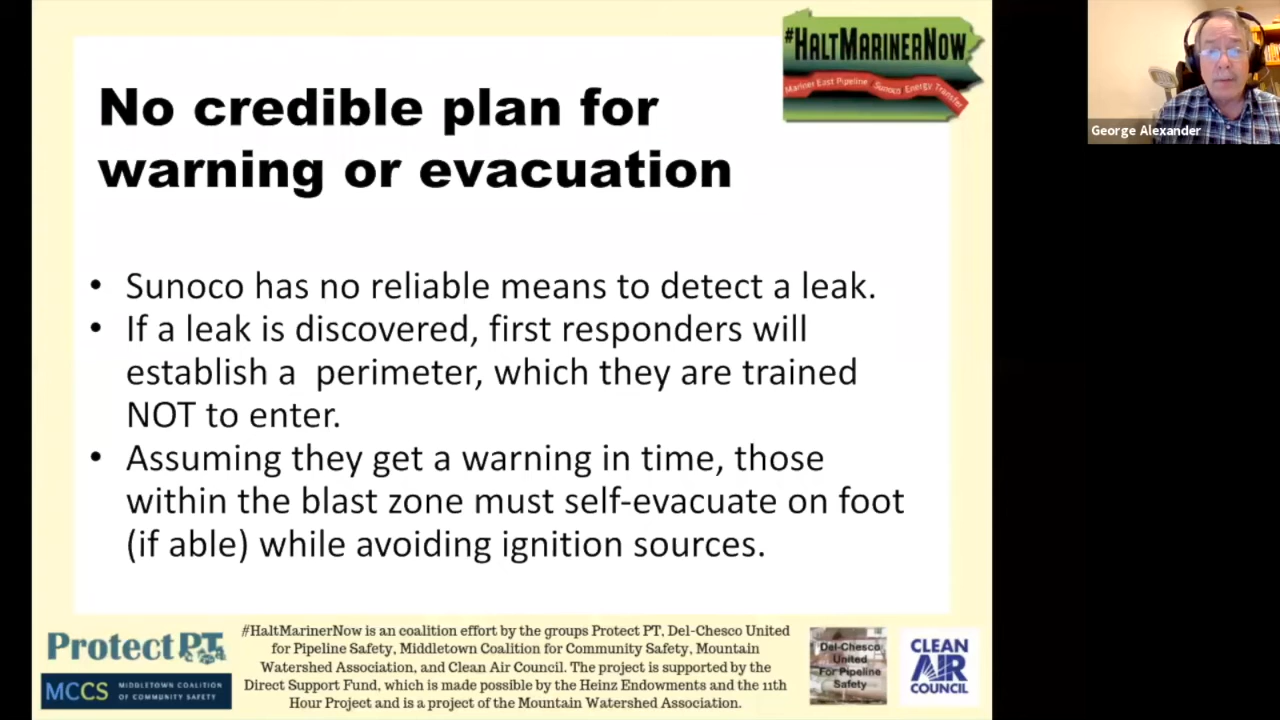 #HALTMARINERNOW
Mariner East Pipeline Sunoco Energy Transfer
George Alexander
No credible plan for
warning or evacuation
• Sunoco has no reliable means to detect a leak.
• If a leak is discovered, first responders will
establish a perimeter, which they are trained
NOT to enter.
• Assuming they get a warning in time, those
within the blast zone must self-evacuate on foot
(if able) while avoiding ignition sources.
Protect PT
MCCS MIDDLETOWN COALITION
OF COMMUNITY SAFETY
#HaltMarinerNow is an coalition effort by the groups Protect PT, Del-Chesco United
for Pipeline Safety, Middletown Coalition for Community Safety, Mountain
Watershed Association, and Clean Air Council. The project is supported by the
Direct Support Fund, which is made possible by the Heinz Endowments and the 11th
Hour Project and is a project of the Mountain Watershed Association.
Del-Chesco
United
For Pipeline
Safety
CLEAN
AIR
COUNCIL